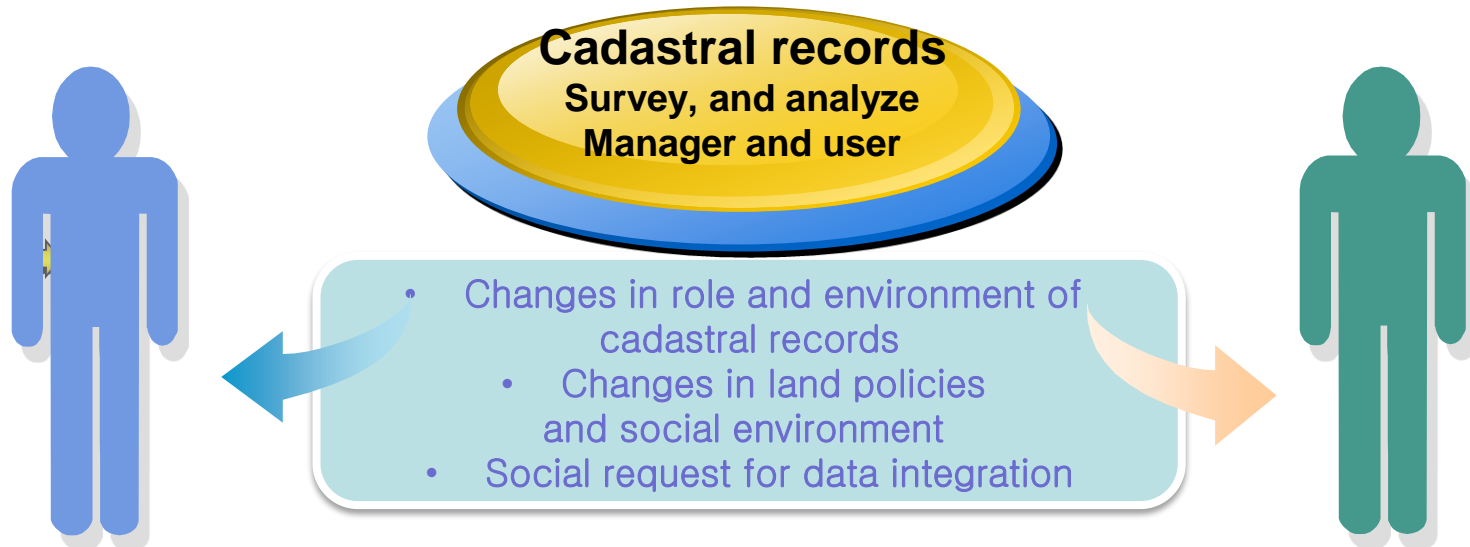 Cadastral records
Survey, and analyze
Manager and user
• Changes in role and environment of
cadastral records
• Changes in land policies
and social environment
• Social request for data integration